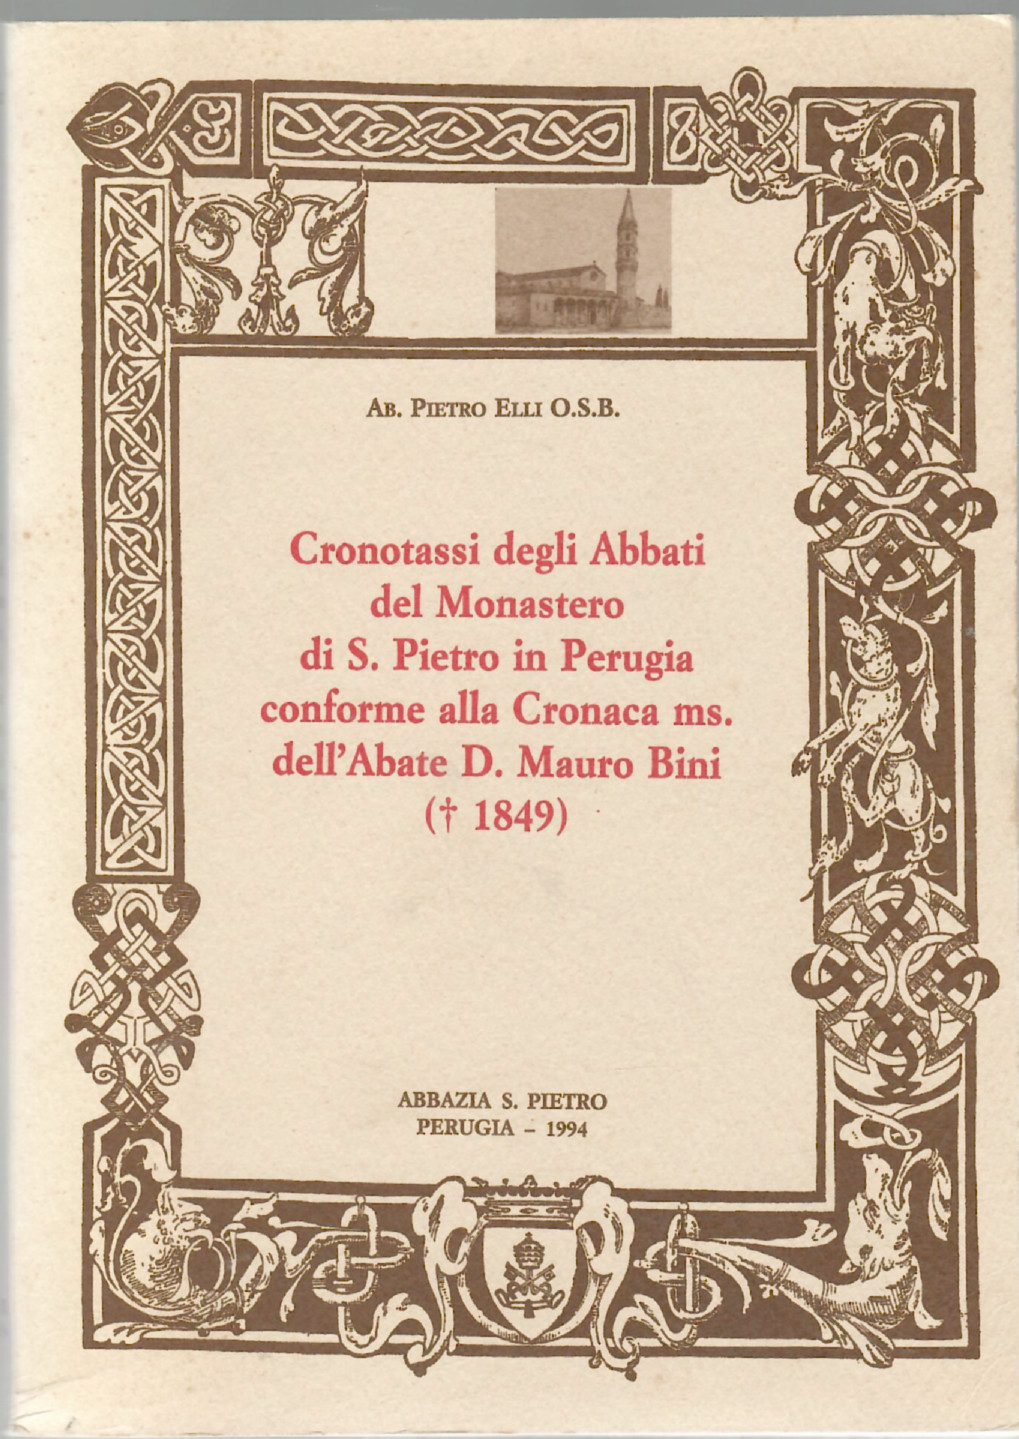 AB. PIETRO ELLI O.S.B.
Cronotassi degli Abbati
del Monastero
di S. Pietro in Perugia
conforme alla Cronaca ms.
dell'Abate D. Mauro Bini
(† 1849)
ABBAZIA S. PIETRO
PERUGIA – 1994